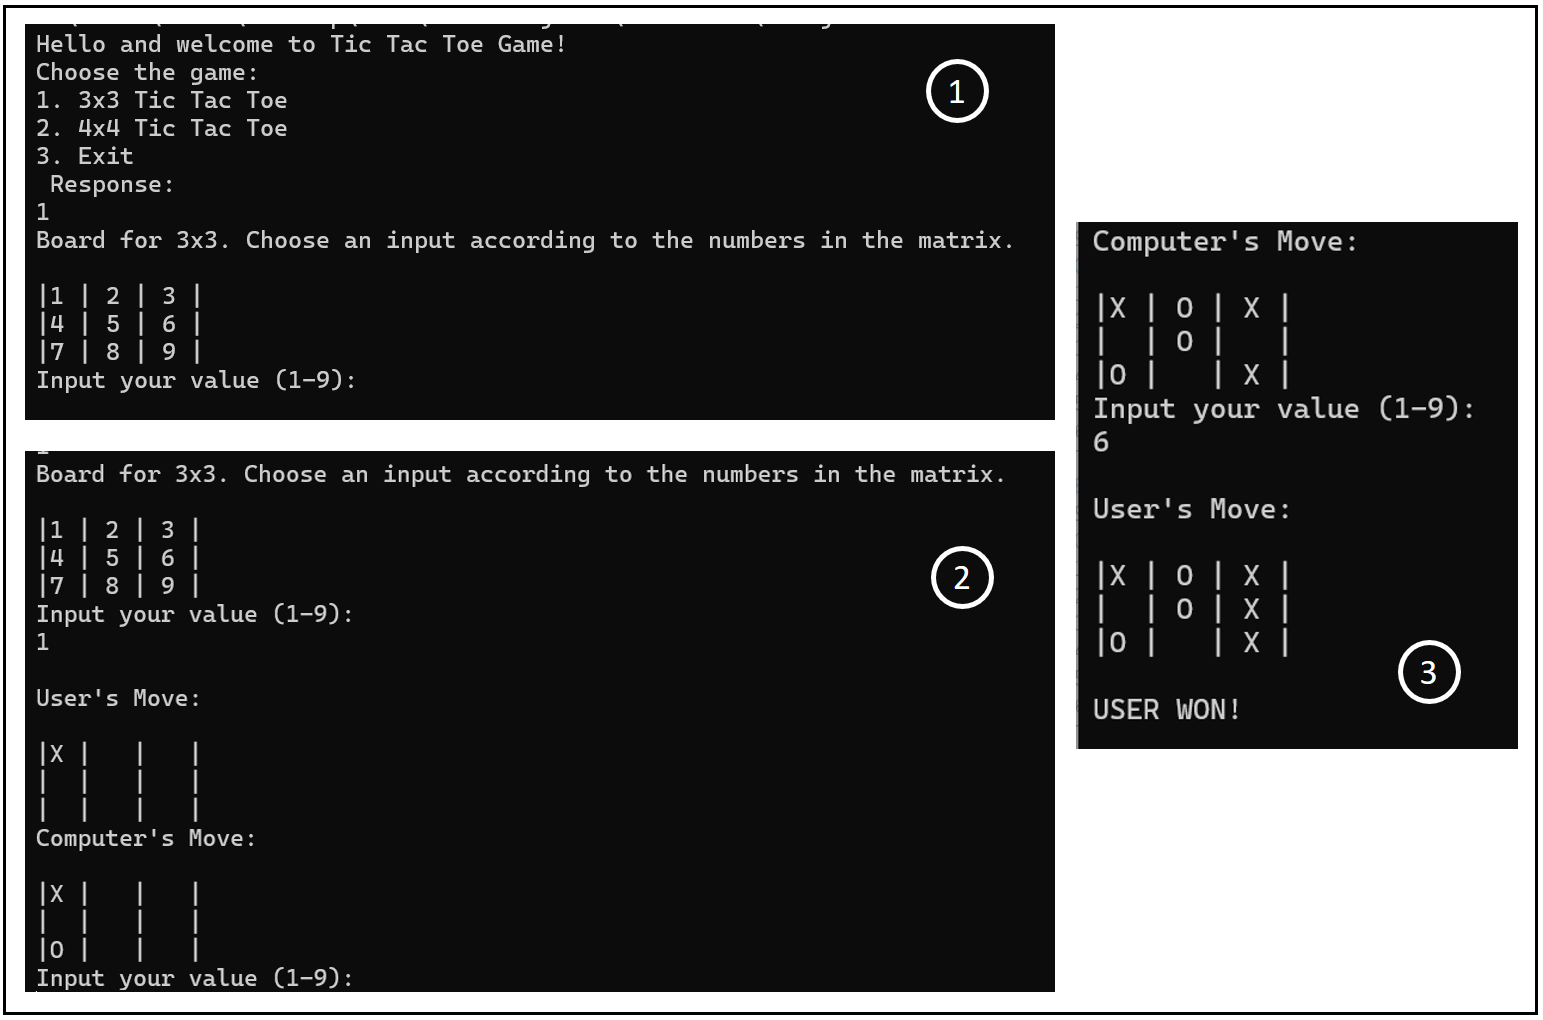 Hello and welcome to Tic Tac Toe Game!
Choose the game:
1. 3x3 Tic Tac Toe
2. 4x4 Tic Tac Toe
3. Exit
Response:
1
Board for 3x3. Choose an input according to the numbers in the matrix.
|1 | 2 | 3 |
|4 | 5 | 6 |
|7 | 8 | 9 |
Input your value (1-9):
1
Board for 3x3. Choose an input according to the numbers in the matrix.
|1 | 2 | 3 |
|4 | 5 | 6 |
|7 | 8 | 9 |
Input your value (1-9):
1
User's Move:
|X |   |   |
|  |   |   |
|  |   |   |
Computer's Move:
|X |   |   |
|  |   |   |
|O |   |   |
Input your value (1-9):
2
Computer's Move:
|X | O | X |
|  | O |   |
|O |   | X |
Input your value (1-9):
6
User's Move:
|X | O | X |
|  | O | X |
|O |   | X |
USER WON!
3